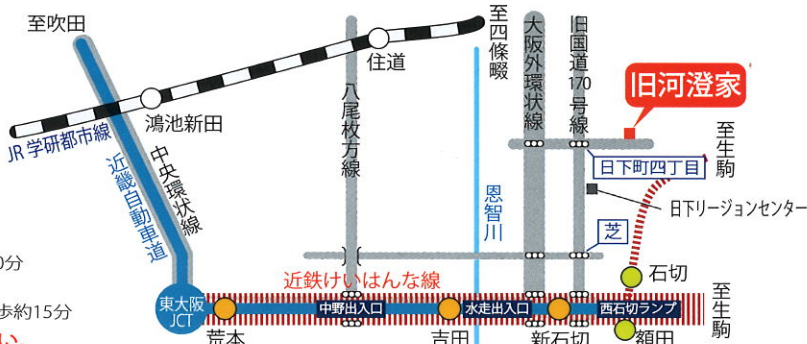 至吹田
住道
至四條畷
大阪外環状線
旧国道170号線
旧河澄家
鴻池新田
JR 学研都市線
八尾枚方線
至生駒
日下町四丁目
近畿自動車道
中央環状線
恩智川
日下リージョンセンター
芝
0分
近鉄けいはんな線
石切
歩約15分
東大阪
JCT
中野出入口
水走出入口
西石切ランプ
至生駒
い
荒本
吉田
新石切
額田